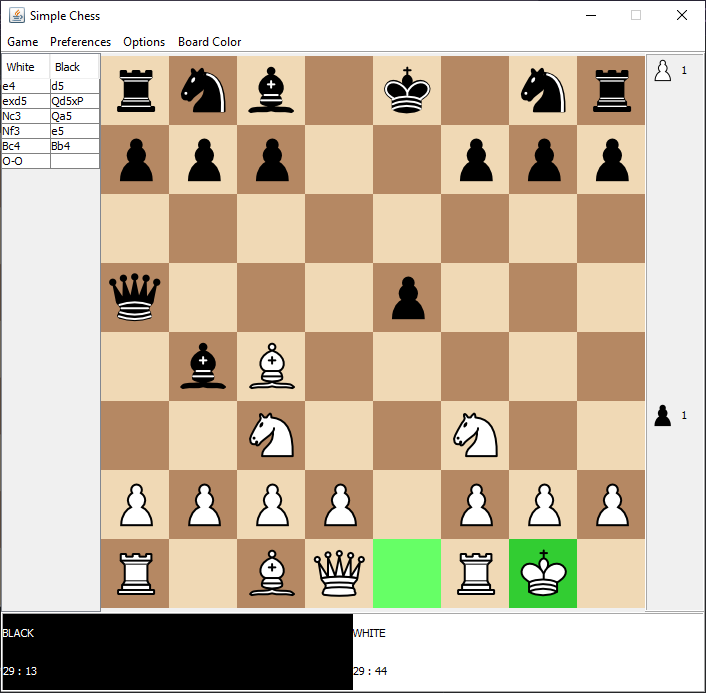 Simple Chess
Game Preferences Options Board Color
White Black
e4 d5
exd5 Qd5xP
Nc3 Qa5
Nf3 e5
Bc4 Bb4
O-O
1
1
BLACK WHITE
29 : 13 29 : 44